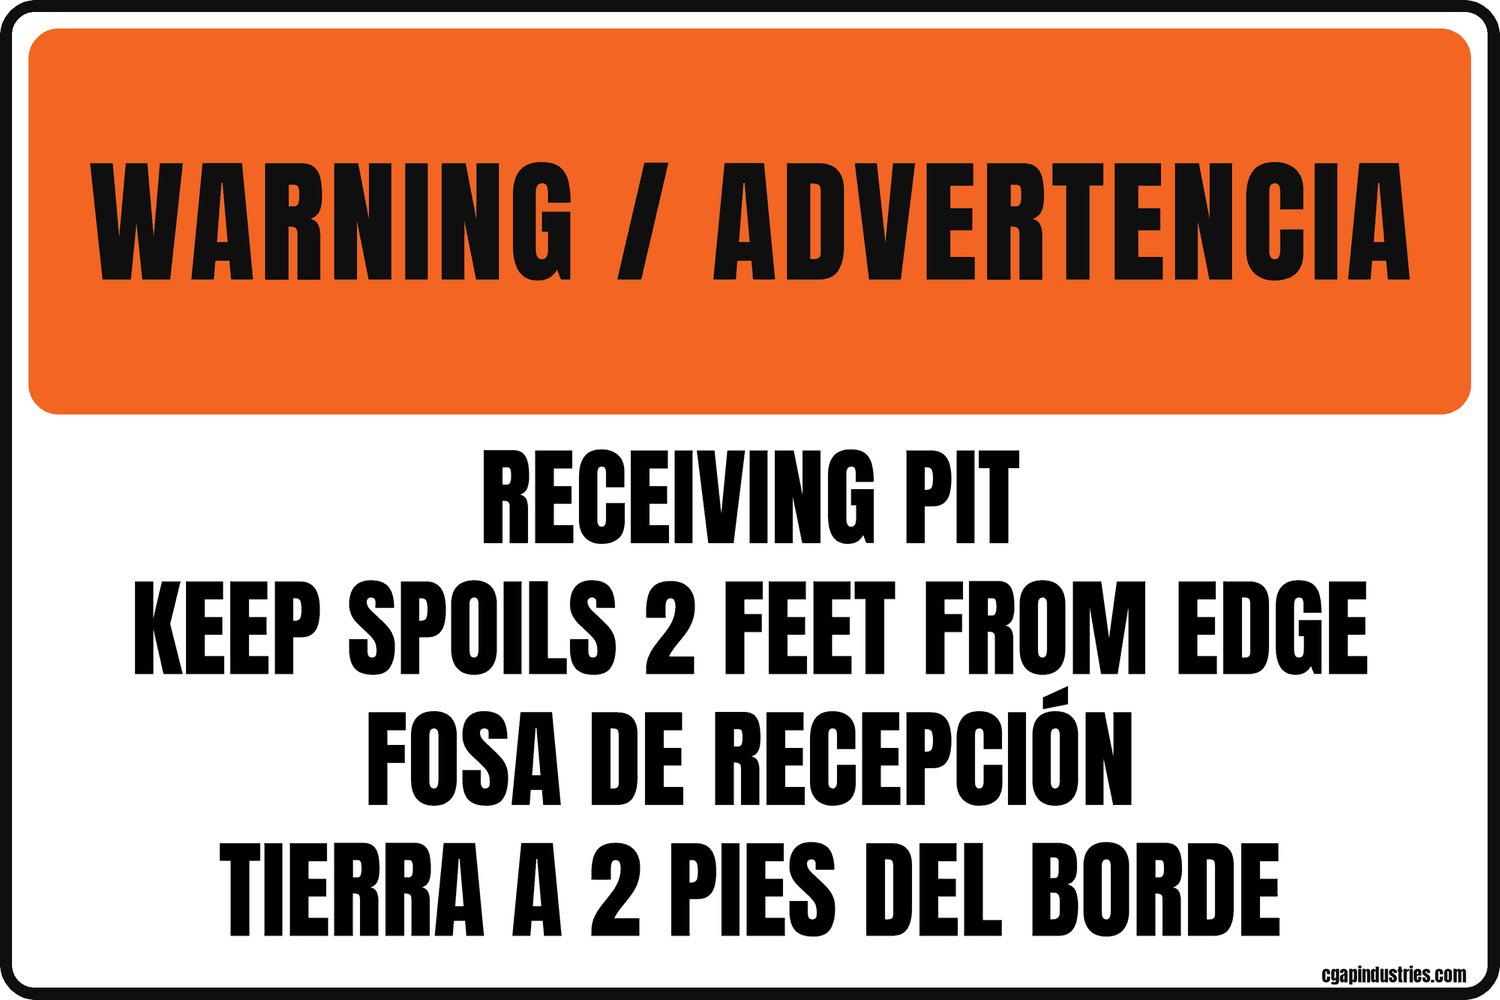 WARNING / ADVERTENCIA
RECEIVING PIT
KEEP SPOILS 2 FEET FROM EDGE
FOSA DE RECEPCIÓN
TIERRA A 2 PIES DEL BORDE
cgapindustries.com